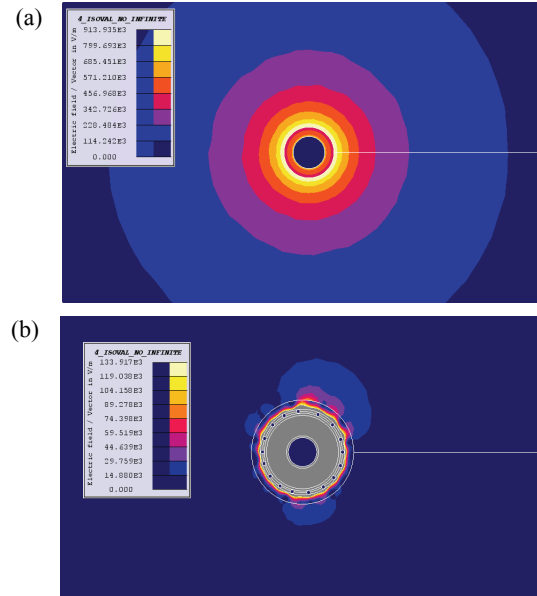 (a)
4_ISOVAL_NO_INFINITE
Electric field / Vector in V/m
913.935E3
799.693E3
685.451E3
571.210E3
456.968E3
342.726E3
228.484E3
114.242E3
0.000
(b)
4_ISOVAL_NO_INFINITE
Electric field / Vector in V/m
133.917E3
119.038E3
104.158E3
89.278E3
74.398E3
59.519E3
44.639E3
29.759E3
14.880E3
0.000